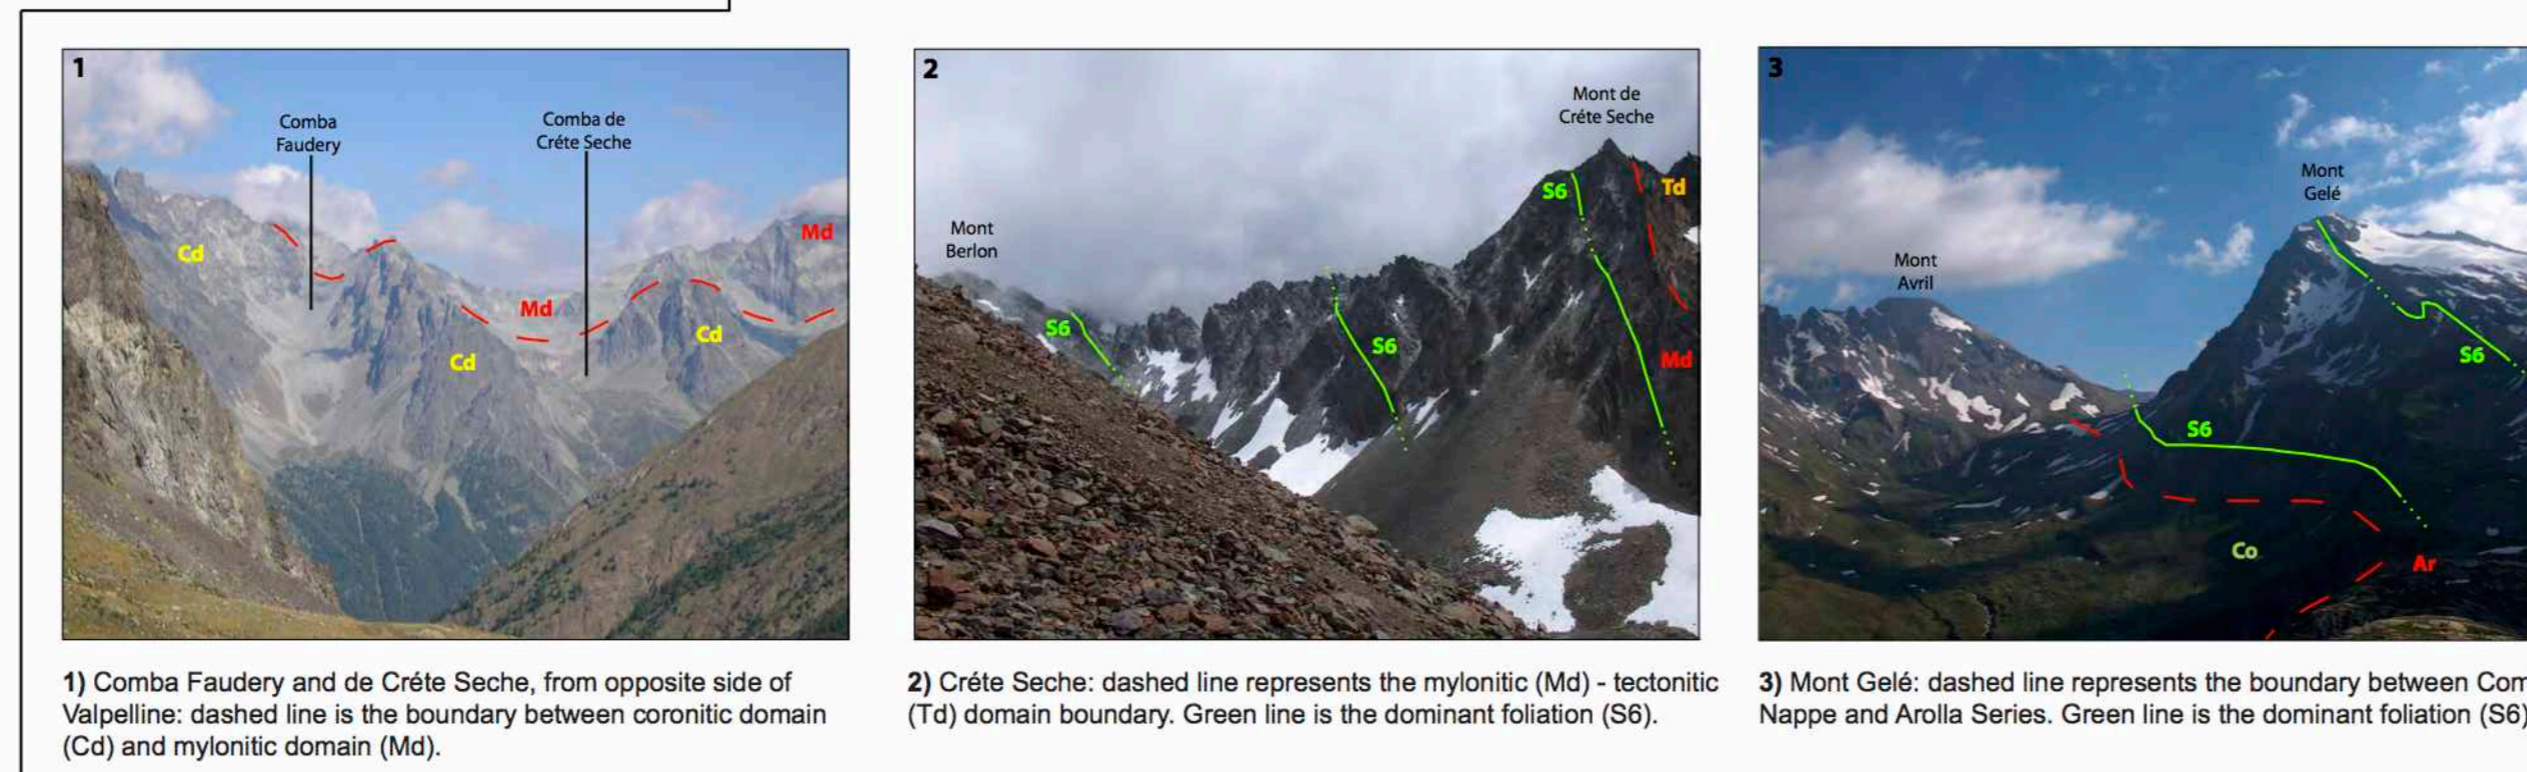 1
Comba
Faudery
Comba de
Créte Seche
Cd
Md
Md
Cd
Cd
2
Mont de
Créte Seche
Mont
Berlon
S6
Td
S6
S6
Md
3
Mont
Gelé
Mont
Avril
S6
S6
Co
Ar
1) Comba Faudery and de Créte Seche, from opposite side of
Valpelline: dashed line is the boundary between coronitic domain
(Cd) and mylonitic domain (Md).
2) Créte Seche: dashed line represents the mylonitic (Md) - tectonitic
(Td) domain boundary. Green line is the dominant foliation (S6).
3) Mont Gelé: dashed line represents the boundary between
Nappe and Arolla Series. Green line is the dominant foliation (S6)